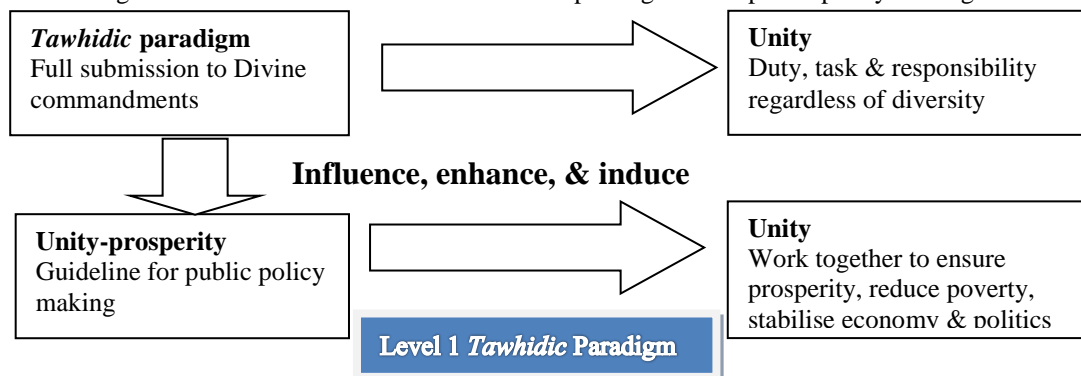 Tawhidic paradigm
Full submission to Divine
commandments
Unity
Duty, task & responsibility
regardless of diversity
Influence, enhance, & induce
Unity-prosperity
Guideline for public policy
making
Unity
Work together to ensure
prosperity, reduce poverty,
stabilise economy & politics
Level 1 Tawhidic Paradigm